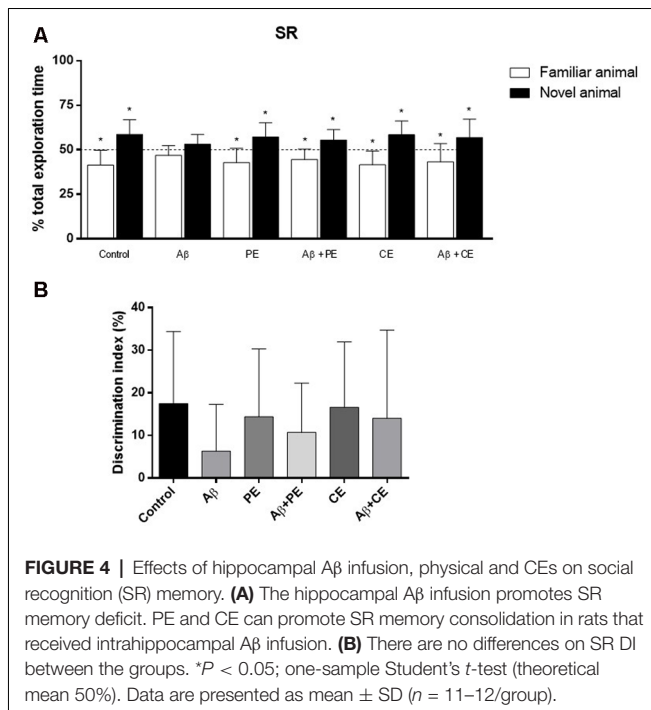 A
SR
% total exploration time
100
75
50
25
0
Familiar animal
Novel animal
* * * * * * * * * *
Control Aβ PE Aβ+PE CE Aβ+CE
B
Discrimination index (%)
40
30
20
10
0
Control Aβ PE Aβ+PE CE Aβ+CE
FIGURE 4 | Effects of hippocampal Aβ infusion, physical and CEs on social
recognition (SR) memory. (A) The hippocampal Aβ infusion promotes SR
memory deficit. PE and CE can promote SR memory consolidation in rats that
received intrahippocampal Aβ infusion. (B) There are no differences on SR DI
between the groups. *P < 0.05; one-sample Student's t-test (theoretical
mean 50%). Data are presented as mean ± SD (n = 11–12/group).